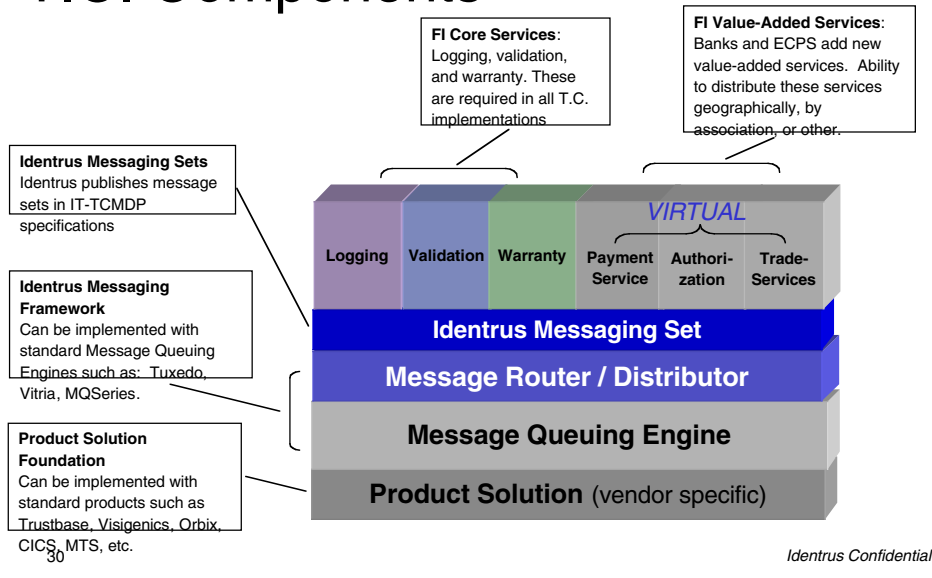 T.C. Components
FI Core Services:
Logging, validation,
and warranty. These
are required in all T.C.
implementations
FI Value-Added Services:
Banks and ECPS add new
value-added services. Ability
to distribute these services
geographically, by
association, or other.
Identrus Messaging Sets
Identrus publishes message
sets in IT-TCMDP
specifications
Identrus Messaging
Framework
Can be implemented with
standard Message Queuing
Engines such as: Tuxedo,
Vitria, MQSeries.
Product Solution
Foundation
Can be implemented with
standard products such as
Trustbase, Visigenics, Orbix,
CICS, MTS, etc.
VIRTUAL
Logging
Validation
Warranty
Payment
Service
Authori-
zation
Trade-
Services
Identrus Messaging Set
Message Router / Distributor
Message Queuing Engine
Product Solution (vendor specific)
30
Identrus Confidential